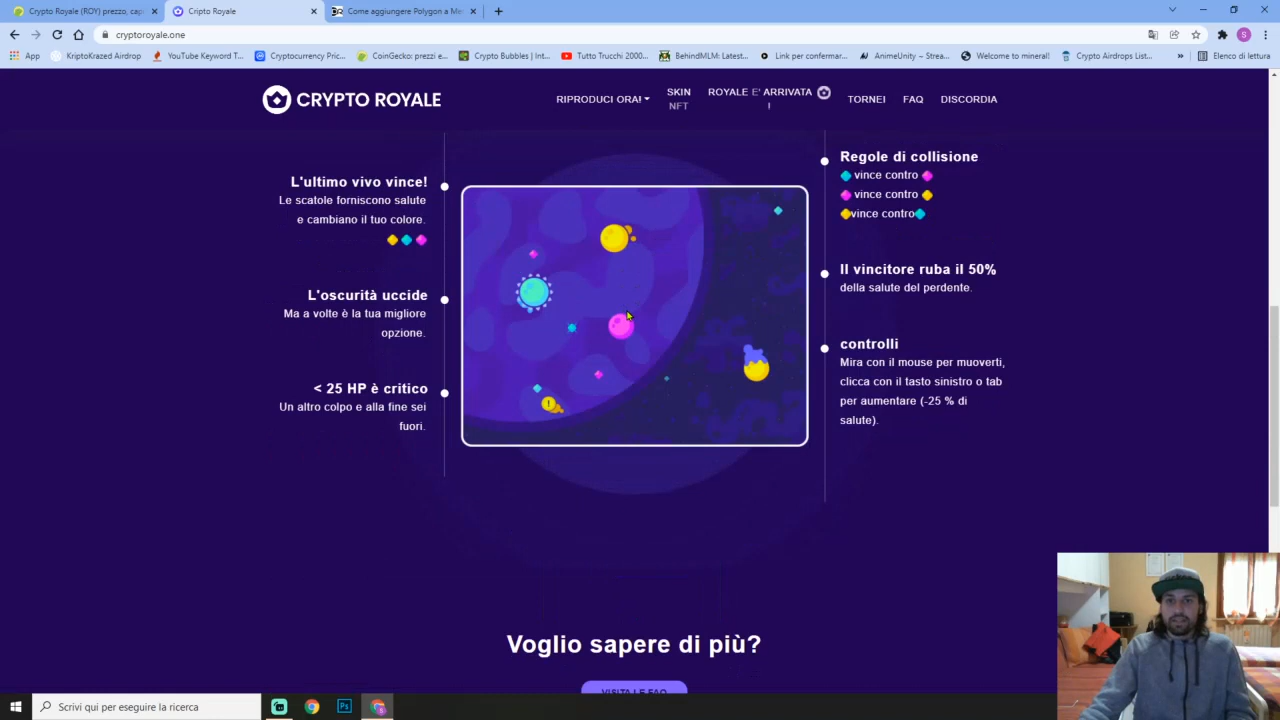 Crypto Royale (ROY) prezzo, cap
Cripto Royale
Come aggiungere Polygon a Me
cryptoroyale.one
App
KriptoKrazed Airdrop
YouTube Keyword T...
Cryptocurrency Pric...
CoinGecko: prezzi e...
Crypto Bubbles | Int...
Tutto Trucchi 2000...
BehindMLM: Latest...
Link per confermar...
AnimeUnity ~ Strea...
Welcome to mineral!
Crypto Airdrops List...
»
Elenco di lettura
CRYPTO ROYALE
RIPRODUCI ORA!
SKIN
NFT
ROYALE E' ARRIVATA
!
TORNEI
FAQ
DISCORDIA
L'ultimo vivo vince!
Le scatole forniscono salute
e cambiano il tuo colore.
L'oscurità uccide
Ma a volte è la tua migliore
opzione.
< 25 HP è critico
Un altro colpo e alla fine sei
fuori.
Regole di collisione
vince contro
vince contro
vince contro
Il vincitore ruba il 50%
della salute del perdente.
controlli
Mira con il mouse per muoverti,
clicca con il tasto sinistro o tab
per aumentare (-25 % di
salute).
Voglio sapere di più?
VISITA LE FAQ
Scrivi qui per eseguire la ricerca